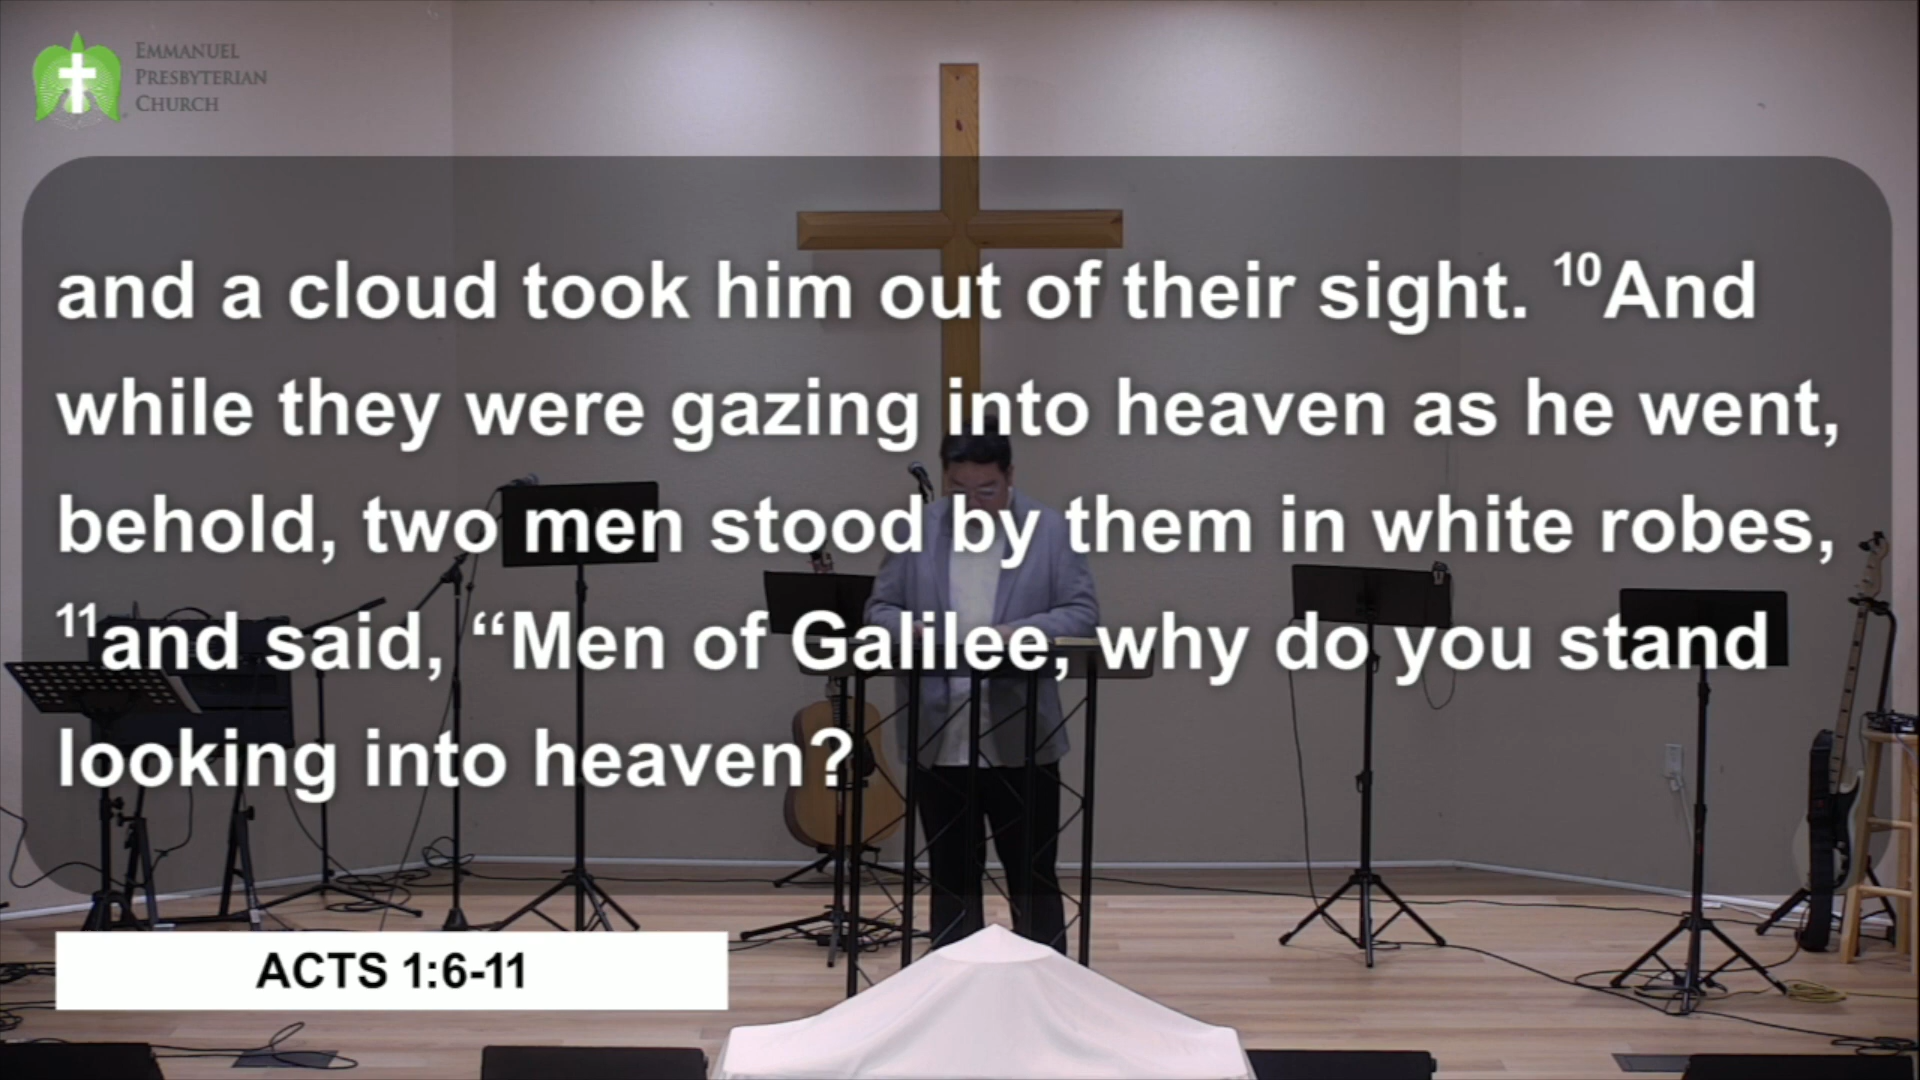 EMMANUEL
PRESBYTERIAN
CHURCH
and a cloud took him out of their sight. ¹⁰And
while they were gazing into heaven as he went,
behold, two men stood by them in white robes,
¹¹and said, “Men of Galilee, why do you stand
looking into heaven?
ACTS 1:6-11